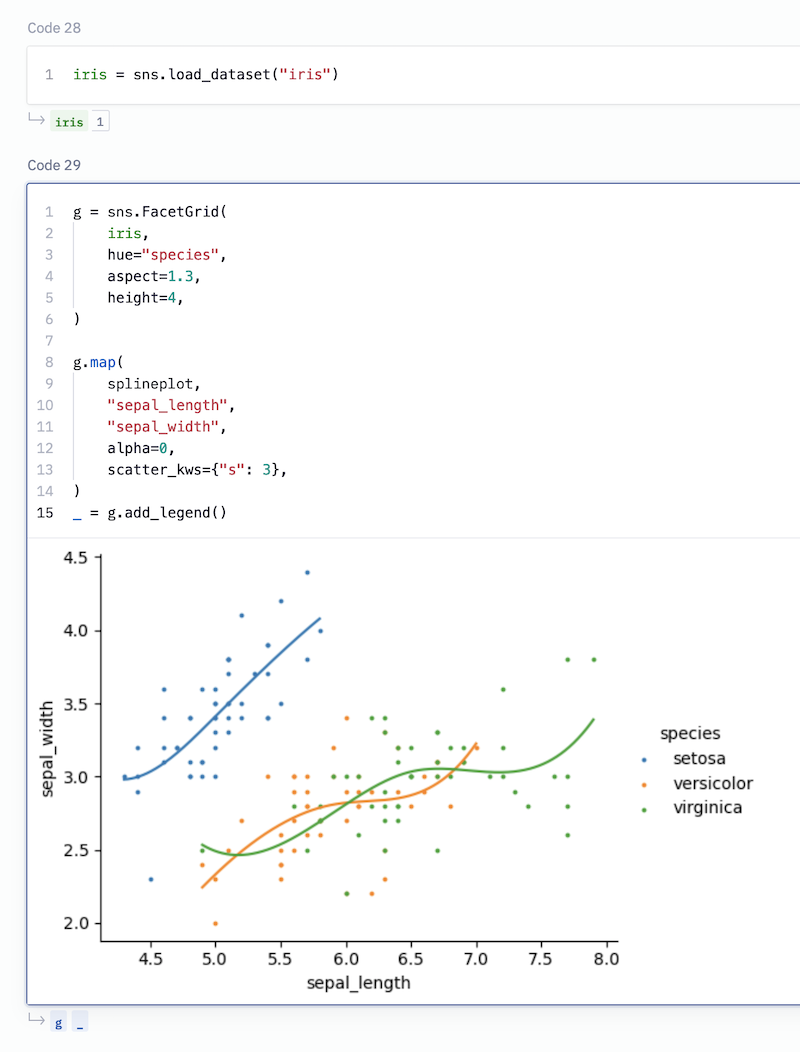 Code 28
1 iris = sns.load_dataset("iris")
iris 1
Code 29
1 g = sns.FacetGrid(
2 iris,
3 hue="species",
4 aspect=1.3,
5 height=4,
6 )
7
8 g.map(
9 splineplot,
10 "sepal_length",
11 "sepal_width",
12 alpha=0,
13 scatter_kws={"s": 3},
14 )
15 _ = g.add_legend()
4.5
4.0
3.5
3.0
2.5
2.0
sepal_width
4.5 5.0 5.5 6.0 6.5 7.0 7.5 8.0
sepal_length
species
setosa
versicolor
virginica
g _